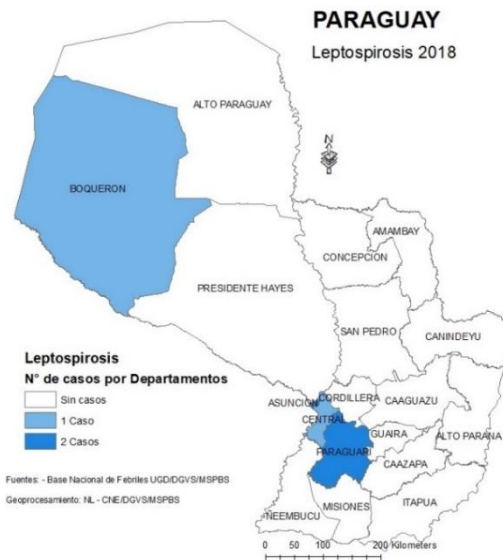 PARAGUAY
Leptospirosis 2018
N
ALTO PARAGUAY
BOQUERON
AMAMBAY
CONCEPCION
PRESIDENTE HAYES
SAN PEDRO
CANINDEYU
Leptospirosis
N° de casos por Departamentos
Sin casos
1 Caso
2 Casos
ASUNCION
CORDILLERA
CAAGUAZU
CENTRAL
GUAIRA
ALTO PARANA
PARAGUARI
CAAZAPA
Fuentes: - Base Nacional de Febriles UGD/DGVS/MSPBS
Geoprocesamiento: NL - CNE/DGVS/MSPBS
ÑEEMBUCU
MISIONES
ITAPUA
0 50 100 200 Kilometers